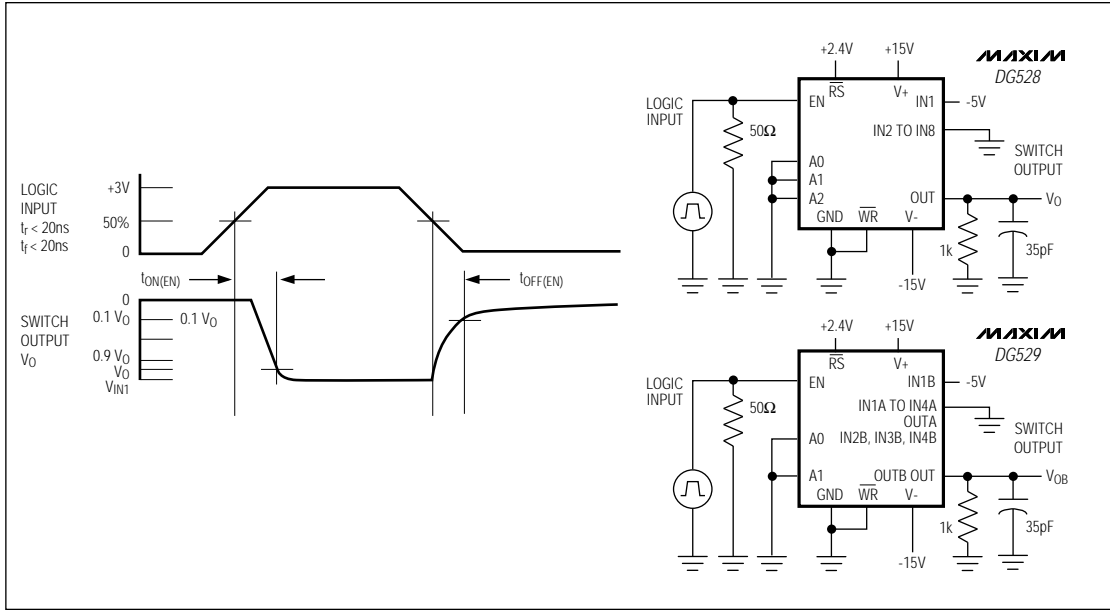 LOGIC
INPUT
tr < 20ns
tf < 20ns
+3V
50%
0
tON(EN)
tOFF(EN)
SWITCH
OUTPUT
VO
0
0.1 VO
0.1 VO
0.9 VO
VO
VIN1
MAXIM
DG528
+2.4V
+15V
RS
V+
LOGIC
INPUT
EN
IN1
-5V
50Ω
IN2 TO IN8
SWITCH
OUTPUT
A0
A1
A2
OUT
VO
GND
WR
V-
1k
35pF
-15V
MAXIM
DG529
+2.4V
+15V
RS
V+
LOGIC
INPUT
EN
IN1B
-5V
50Ω
IN1A TO IN4A
OUTA
A0
IN2B, IN3B, IN4B
SWITCH
OUTPUT
A1
OUTB OUT
VOB
GND
WR
V-
1k
35pF
-15V